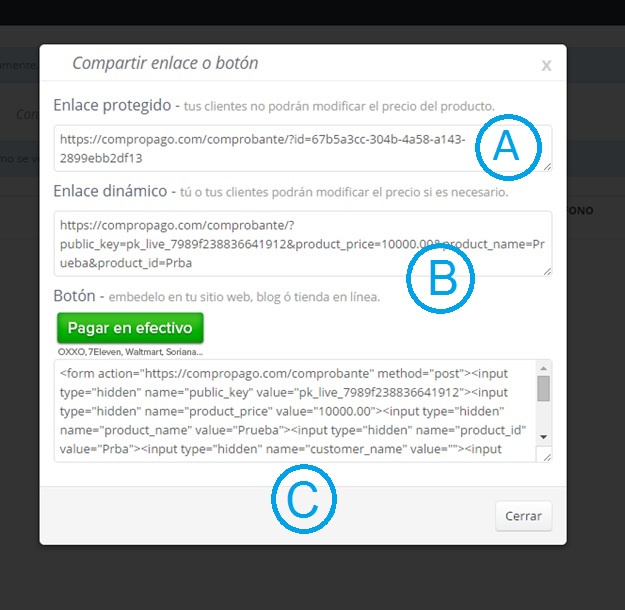 Compartir enlace o botón
x
Enlace protegido - tus clientes no podrán modificar el precio del producto.
https://compropago.com/comprobante/?id=67b5a3cc-304b-4a58-a143-
2899ebb2df13
A
Enlace dinámico - tú o tus clientes podrán modificar el precio si es necesario.
https://compropago.com/comprobante/?
public_key=pk_live_7989f238836641912&product_price=10000.00&product_name=Pr
ueba&product_id=Prba
B
Botón - embedelo en tu sitio web, blog ó tienda en línea.
Pagar en efectivo
OXXO, 7Eleven, Walmart, Soriana...
<form action="https://compropago.com/comprobante" method="post"><input
type="hidden" name="public_key" value="pk_live_7989f238836641912"><input
type="hidden" name="product_price" value="10000.00"><input type="hidden"
name="product_name" value="Prueba"><input type="hidden" name="product_id"
value="Prba"><input type="hidden" name="customer_name" value=""><input
C
Cerrar